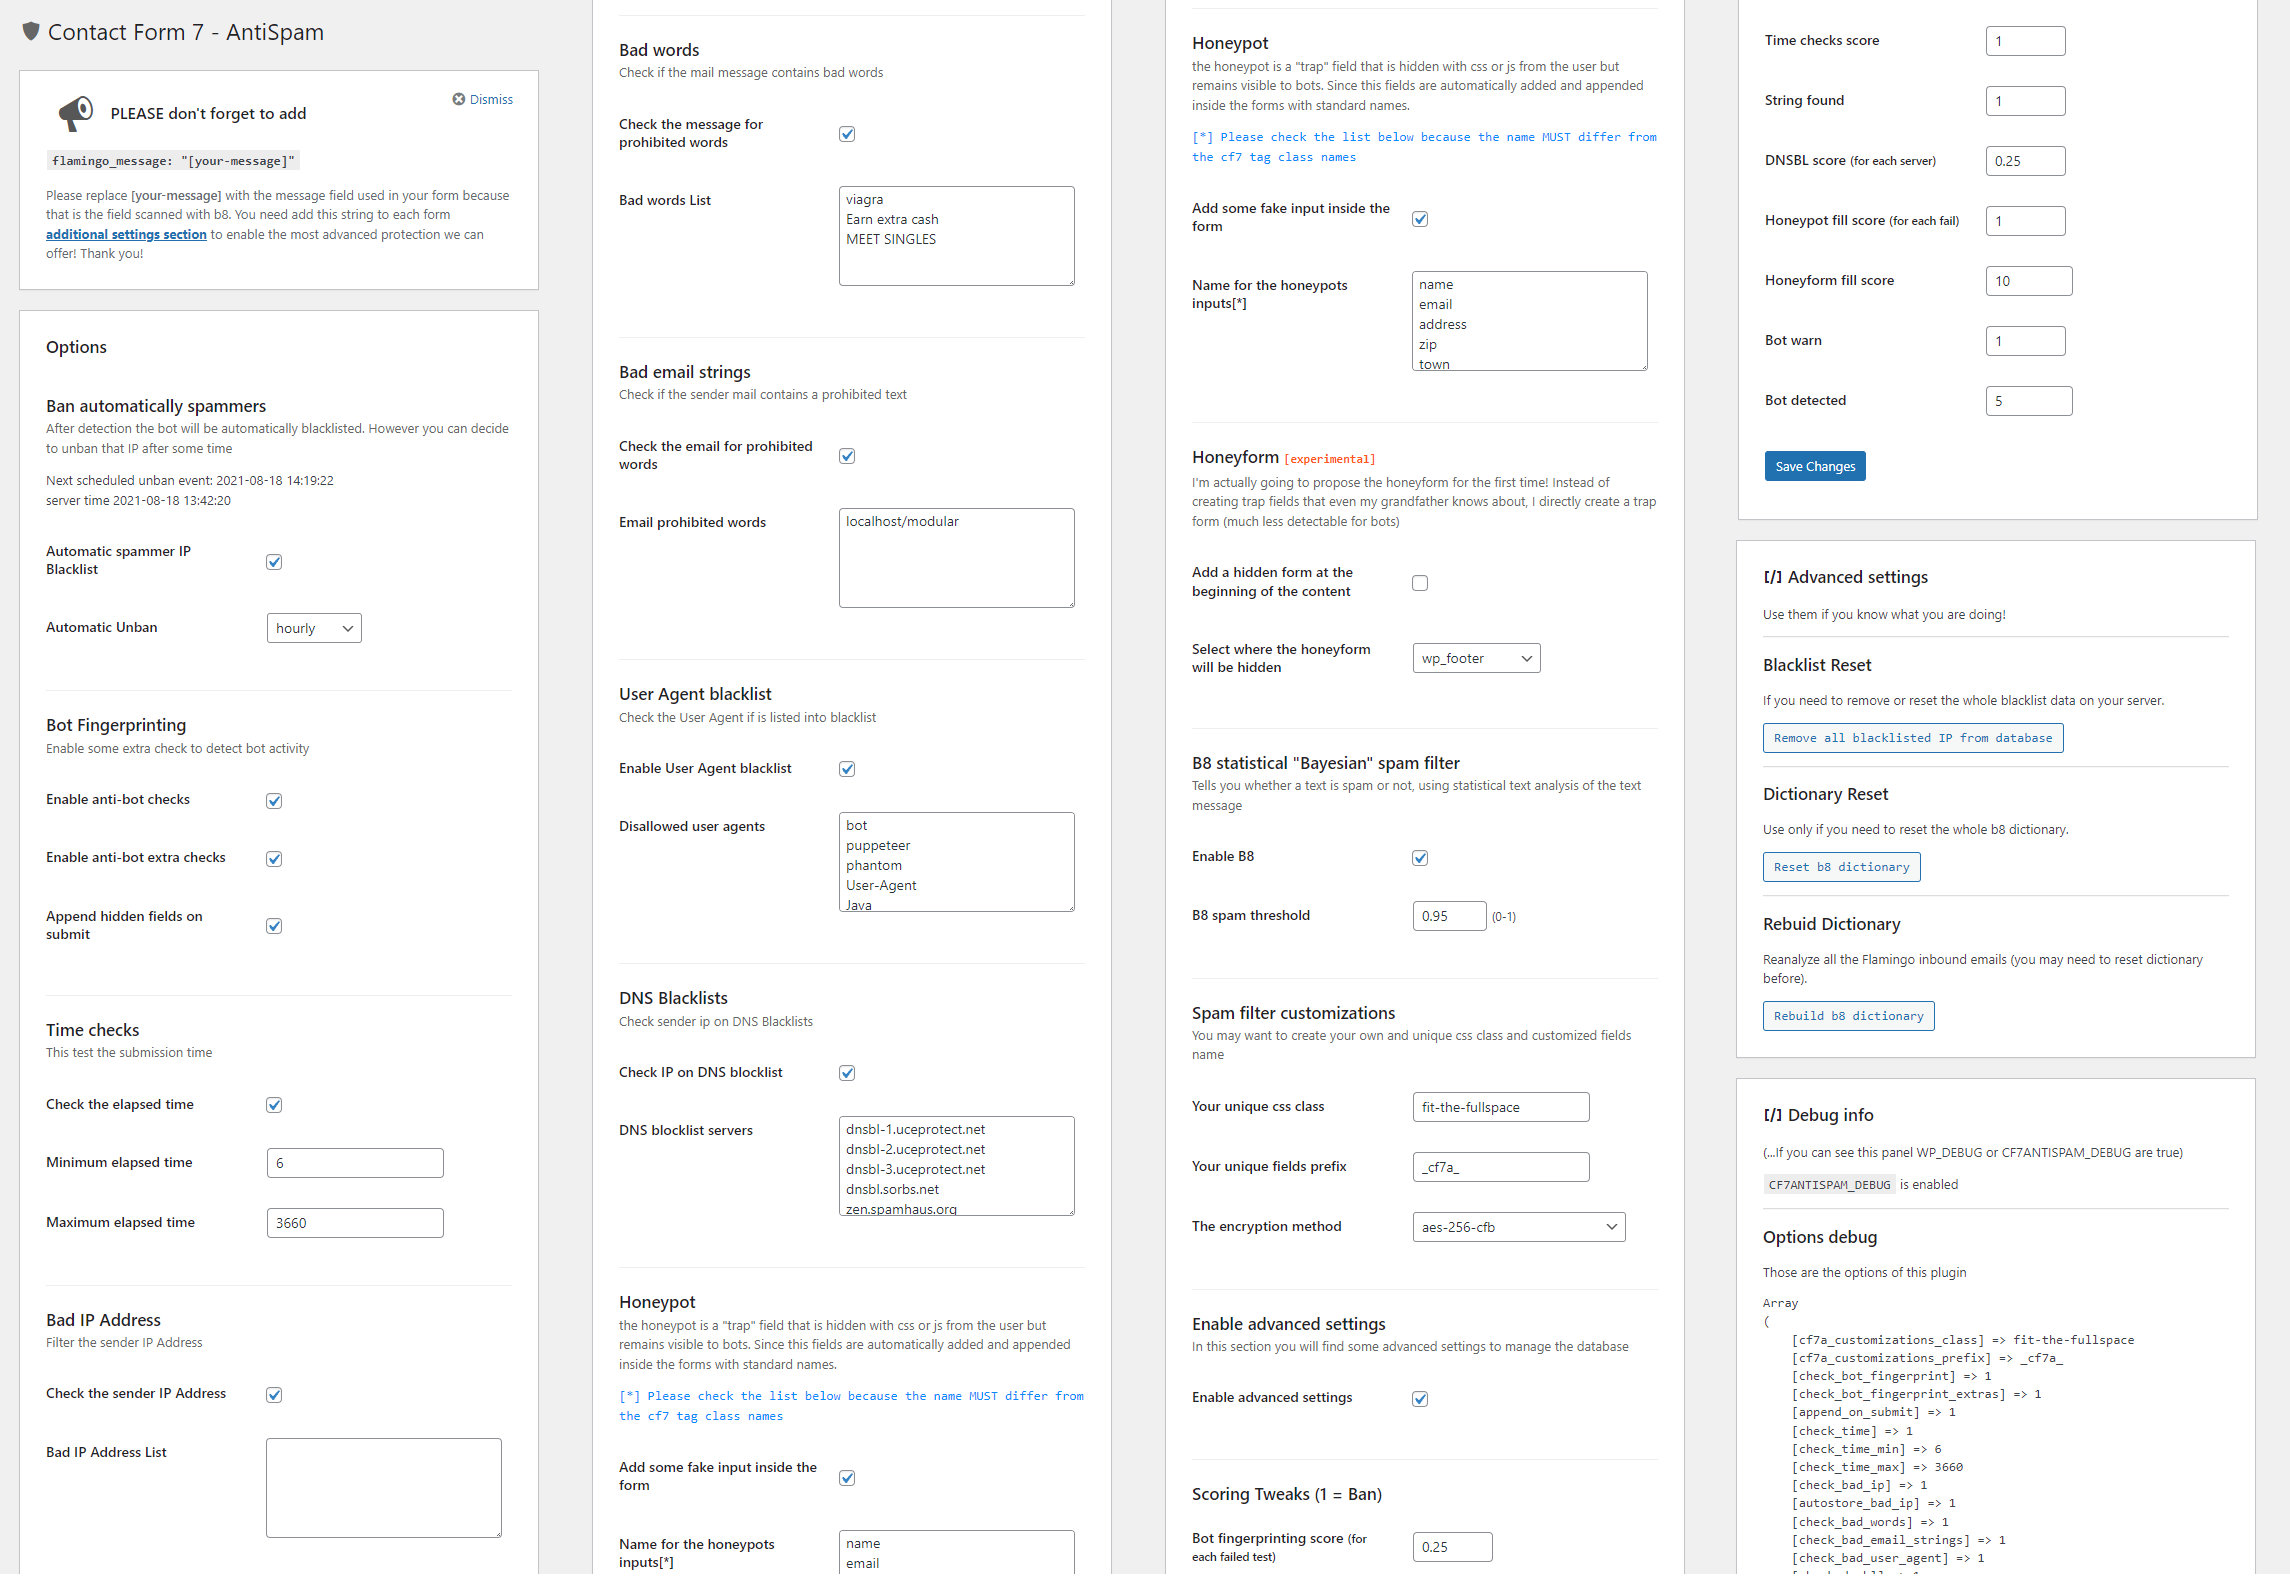 Contact Form 7 - AntiSpam
PLEASE don't forget to add
Dismiss
flamingo_message: "[your-message]"
Please replace [your-message] with the message field used in your form because
that is the field scanned with b8. You need add this string to each form
additional settings section to enable the most advanced protection we can
offer! Thank you!
Options
Ban automatically spammers
After detection the bot will be automatically blacklisted. However you can decide
to unban that IP after some time
Next scheduled unban event: 2021-08-18 14:19:22
server time 2021-08-18 13:42:20
Automatic spammer IP
Blacklist
Automatic Unban
hourly
Bot Fingerprinting
Enable some extra check to detect bot activity
Enable anti-bot checks
Enable anti-bot extra checks
Append hidden fields on
submit
Time checks
This test the submission time
Check the elapsed time
Minimum elapsed time
6
Maximum elapsed time
3660
Bad IP Address
Filter the sender IP Address
Check the sender IP Address
Bad IP Address List
Bad words
Check if the mail message contains bad words
Check the message for
prohibited words
Bad words List
viagra
Earn extra cash
MEET SINGLES
Bad email strings
Check if the sender mail contains a prohibited text
Check the email for prohibited
words
Email prohibited words
localhost/modular
User Agent blacklist
Check the User Agent if is listed into blacklist
Enable User Agent blacklist
Disallowed user agents
bot
puppeteer
phantom
User-Agent
Java
DNS Blacklists
Check sender ip on DNS Blacklists
Check IP on DNS blocklist
DNS blocklist servers
dnsbl-1.uceprotect.net
dnsbl-2.uceprotect.net
dnsbl-3.uceprotect.net
dnsbl.sorbs.net
zen.spamhaus.org
Honeypot
the honeypot is a "trap" field that is hidden with css or js from the user but
remains visible to bots. Since this fields are automatically added and appended
inside the forms with standard names.
[*] Please check the list below because the name MUST differ from
the cf7 tag class names
Add some fake input inside the
form
Name for the honeypots
inputs[*]
name
email
Honeypot
the honeypot is a "trap" field that is hidden with css or js from the user but
remains visible to bots. Since this fields are automatically added and appended
inside the forms with standard names.
[*] Please check the list below because the name MUST differ from
the cf7 tag class names
Add some fake input inside the
form
Name for the honeypots
inputs[*]
name
email
address
zip
town
Honeyform [experimental]
I'm actually going to propose the honeyform for the first time! Instead of
creating trap fields that even my grandfather knows about, I directly create a trap
form (much less detectable for bots)
Add a hidden form at the
beginning of the content
Select where the honeyform
will be hidden
wp_footer
B8 statistical "Bayesian" spam filter
Tells you whether a text is spam or not, using statistical text analysis of the text
message
Enable B8
B8 spam threshold
0.95 (0-1)
Spam filter customizations
You may want to create your own and unique css class and customized fields
name
Your unique css class
fit-the-fullspace
Your unique fields prefix
_cf7a_
The encryption method
aes-256-cfb
Enable advanced settings
In this section you will find some advanced settings to manage the database
Enable advanced settings
Scoring Tweaks (1 = Ban)
Bot fingerprinting score (for
each failed test)
0.25
Time checks score
1
String found
1
DNSBL score (for each server)
0.25
Honeypot fill score (for each fail)
1
Honeyform fill score
10
Bot warn
1
Bot detected
5
Save Changes
[/] Advanced settings
Use them if you know what you are doing!
Blacklist Reset
If you need to remove or reset the whole blacklist data on your server.
Remove all blacklisted IP from database
Dictionary Reset
Use only if you need to reset the whole b8 dictionary.
Reset b8 dictionary
Rebuid Dictionary
Reanalyze all the Flamingo inbound emails (you may need to reset dictionary
before).
Rebuild b8 dictionary
[/] Debug info
(...If you can see this panel WP_DEBUG or CF7ANTISPAM_DEBUG are true)
CF7ANTISPAM_DEBUG is enabled
Options debug
Those are the options of this plugin
Array
(
[cf7a_customizations_class] => fit-the-fullspace
[cf7a_customizations_prefix] => _cf7a_
[check_bot_fingerprint] => 1
[check_bot_fingerprint_extras] => 1
[append_on_submit] => 1
[check_time] => 1
[check_time_min] => 6
[check_time_max] => 3660
[check_bad_ip] => 1
[autostore_bad_ip] => 1
[check_bad_words] => 1
[check_bad_email_strings] => 1
[check_bad_user_agent] => 1